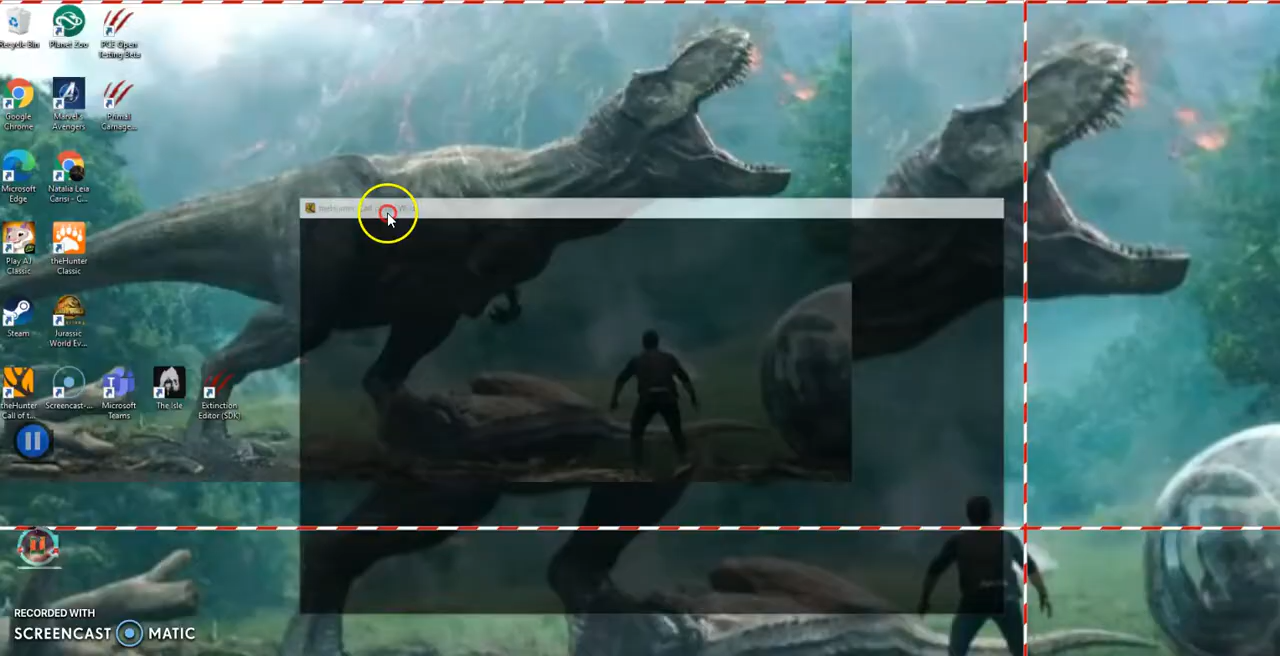 Recycle Bin
Planet Zoo
PCE Open
Testing Beta
Google
Chrome
Marvel's
Avengers
Primal
Carnage...
Microsoft
Edge
Natalia Leia
Carisi - C...
Play AJ
Classic
theHunter
Classic
Steam
Jurassic
World Ev...
theHunter
Call of t...
Screencast-...
Microsoft
Teams
The Isle
Extinction
Editor (SDK)
RECORDED WITH
SCREENCAST MATIC